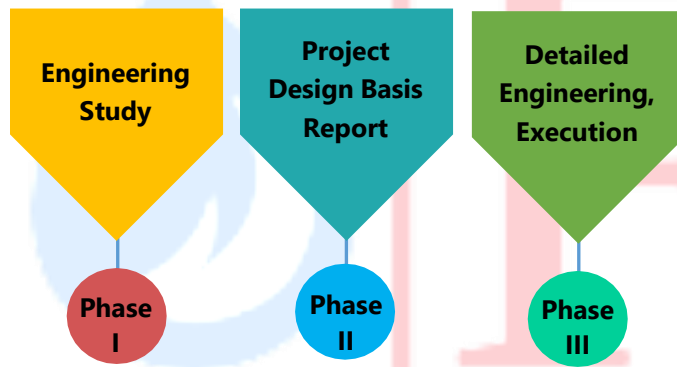 Engineering
Study
Project
Design Basis
Report
Detailed
Engineering,
Execution
Phase
I
Phase
II
Phase
III